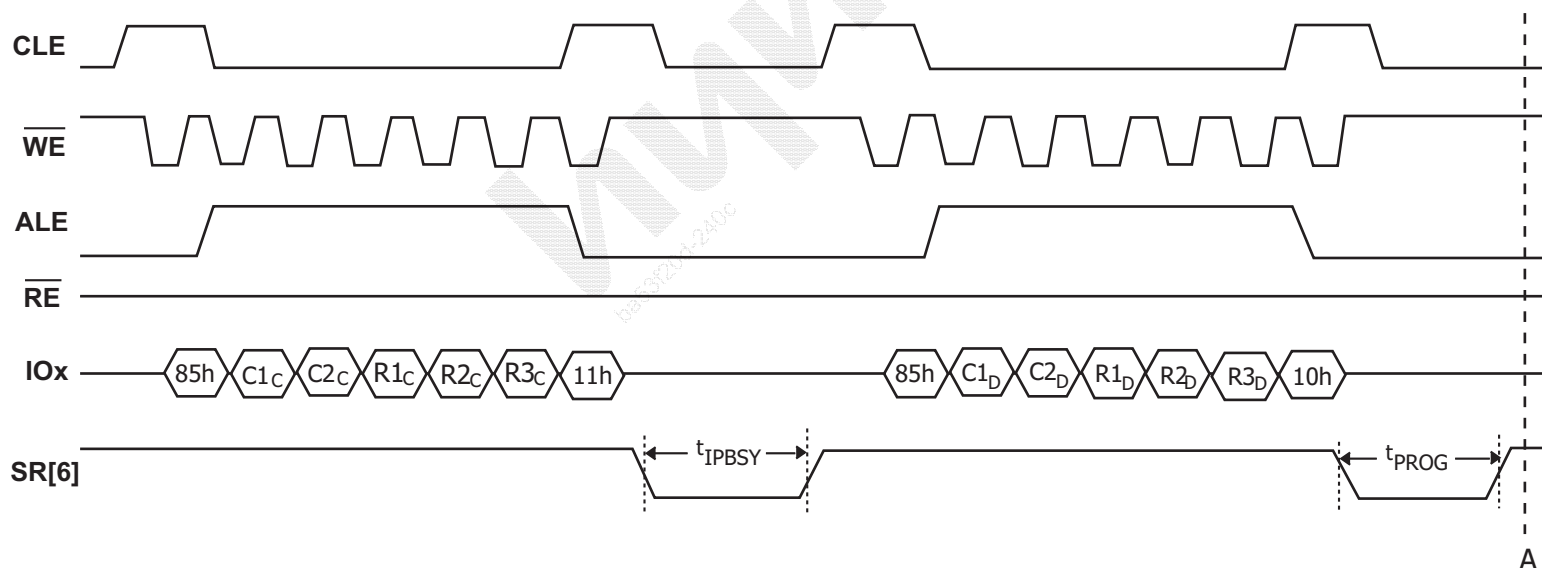 CLE
WE
ALE
RE
IOx 85h C1C C2C R1C R2C R3C 11h 85h C1D C2D R1D R2D R3D 10h
SR[6] tIPBSY tPROG
A